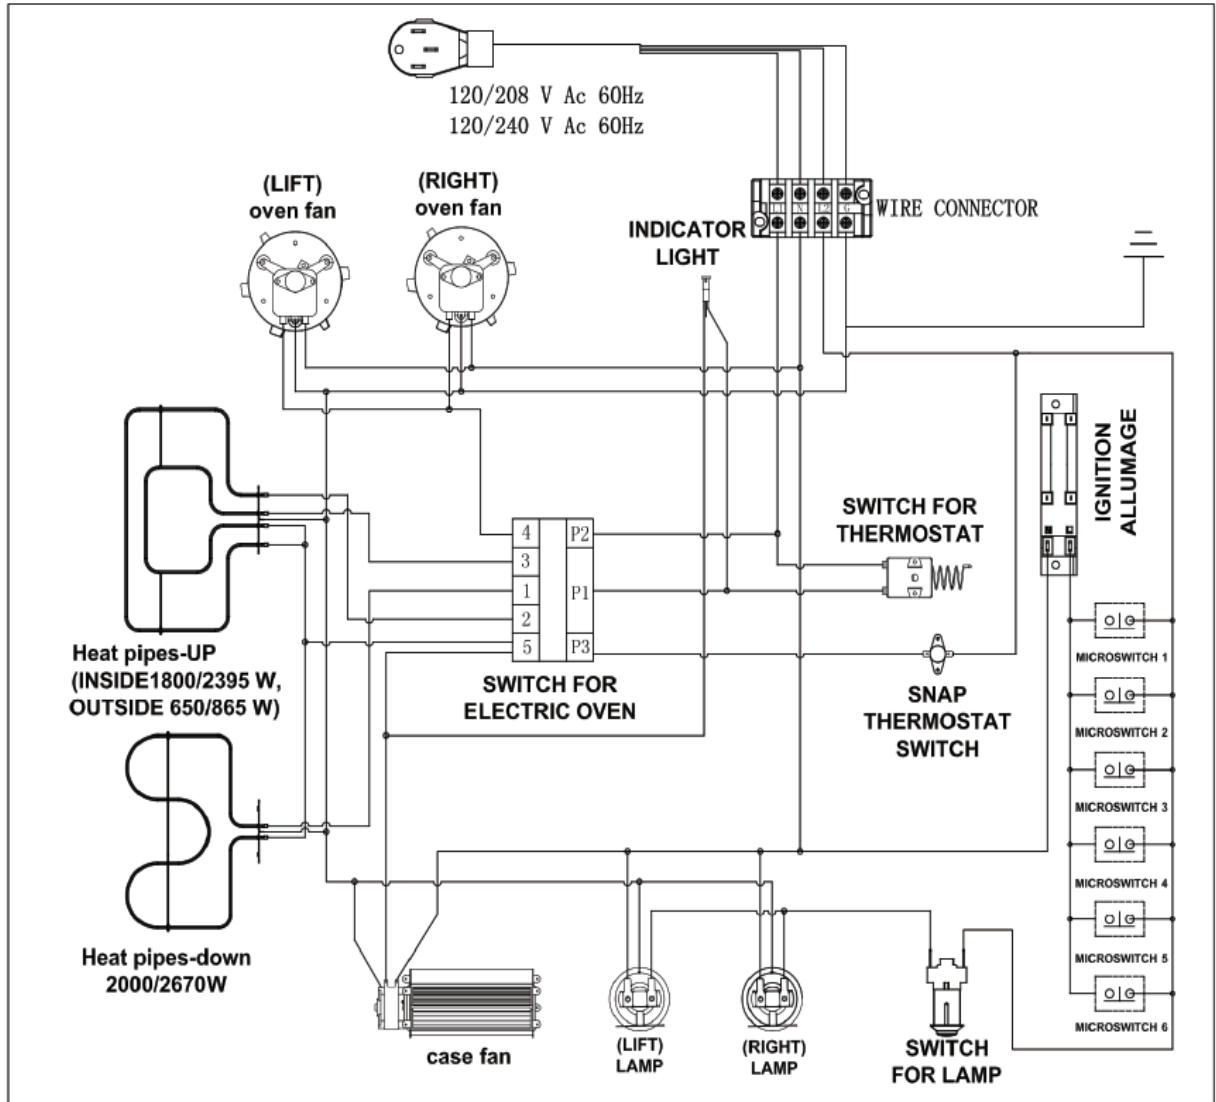 120/208 V Ac 60Hz
120/240 V Ac 60Hz
(LIFT)
oven fan
(RIGHT)
oven fan
INDICATOR
LIGHT
L1 N L2 G
WIRE CONNECTOR
IGNITION
ALLUMAGE
SWITCH FOR
THERMOSTAT
4 P2
3
1 P1
2
5 P3
SWITCH FOR
ELECTRIC OVEN
Heat pipes-UP
(INSIDE1800/2395 W,
OUTSIDE 650/865 W)
SNAP
THERMOSTAT
SWITCH
MICROSWITCH 1
MICROSWITCH 2
MICROSWITCH 3
MICROSWITCH 4
MICROSWITCH 5
MICROSWITCH 6
Heat pipes-down
2000/2670W
case fan
(LIFT)
LAMP
(RIGHT)
LAMP
SWITCH
FOR LAMP